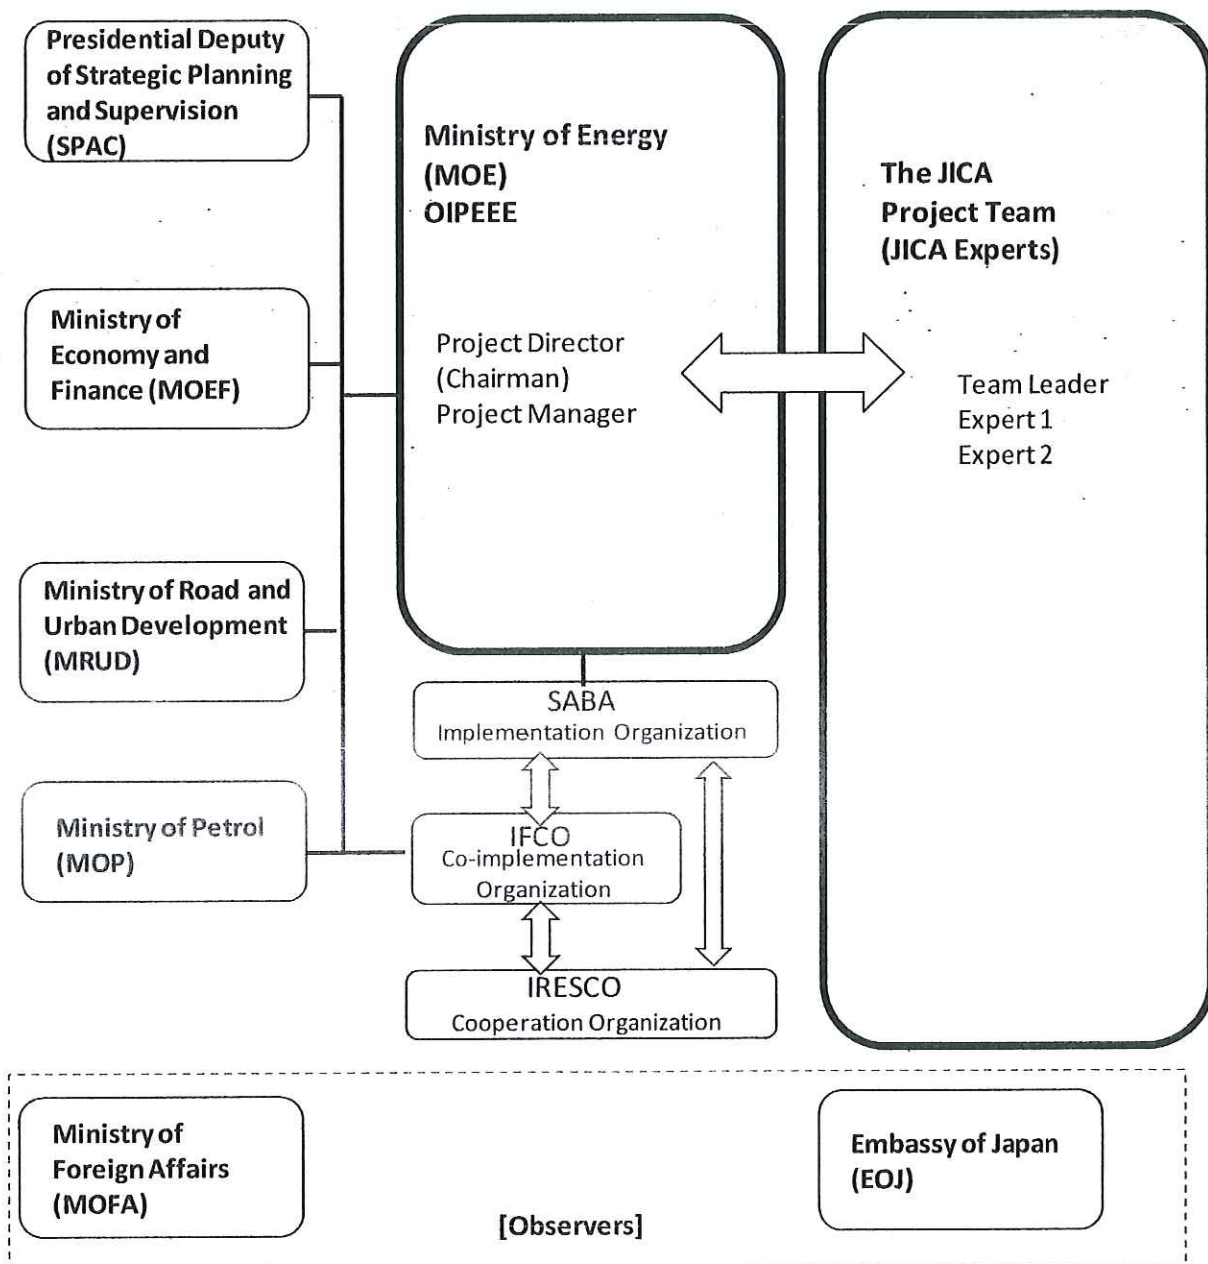 Presidential Deputy
of Strategic Planning
and Supervision
(SPAC)
Ministry of
Economy and
Finance (MOEF)
Ministry of Road and
Urban Development
(MRUD)
Ministry of Petrol
(MOP)
Ministry of Energy
(MOE)
OIPEEE
Project Director
(Chairman)
Project Manager
The JICA
Project Team
(JICA Experts)
Team Leader
Expert 1
Expert 2
SABA
Implementation Organization
IFCO
Co-implementation
Organization
IRESCO
Cooperation Organization
Ministry of
Foreign Affairs
(MOFA)
[Observers]
Embassy of Japan
(EOJ)